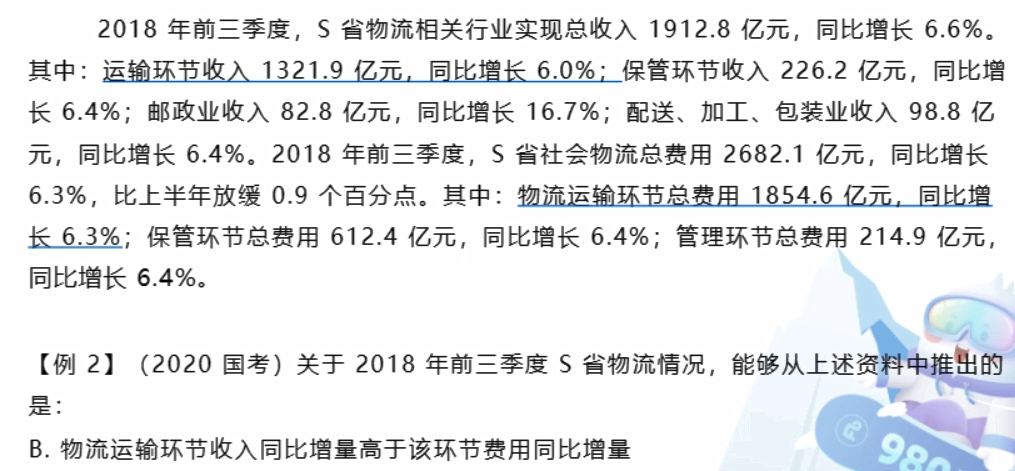 2018 年前三季度，S 省物流相关行业实现总收入 1912.8 亿元，同比增长 6.6%。
其中：运输环节收入 1321.9 亿元，同比增长 6.0%；保管环节收入 226.2 亿元，同比增
长 6.4%；邮政业收入 82.8 亿元，同比增长 16.7%；配送、加工、包装业收入 98.8 亿
元，同比增长 6.4%。2018 年前三季度，S 省社会物流总费用 2682.1 亿元，同比增长
6.3%，比上半年放缓 0.9 个百分点。其中：物流运输环节总费用 1854.6 亿元，同比增
长 6.3%；保管环节总费用 612.4 亿元，同比增长 6.4%；管理环节总费用 214.9 亿元，
同比增长 6.4%。
【例 2】（2020 国考）关于 2018 年前三季度 S 省物流情况，能够从上述资料中推出的
是：
B. 物流运输环节收入同比增量高于该环节费用同比增量